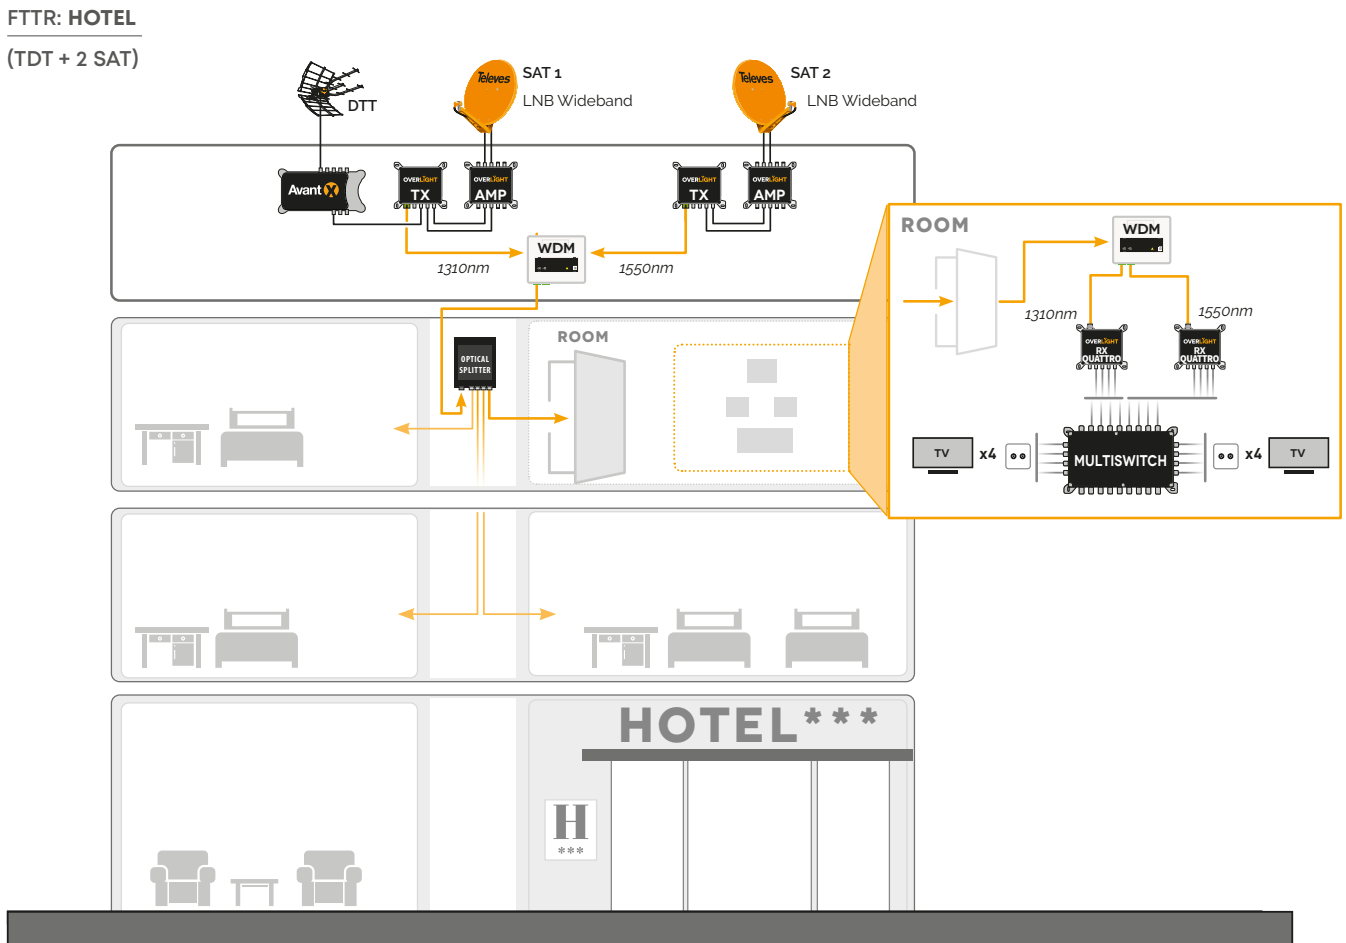 FTTR: HOTEL
(TDT + 2 SAT)
DTT
Televes
SAT 1
LNB Wideband
Televes
SAT 2
LNB Wideband
Avant X
OVERLIGHT
TX
OVERLIGHT
AMP
OVERLIGHT
TX
OVERLIGHT
AMP
WDM
1310nm
1550nm
ROOM
WDM
1310nm
1550nm
OVERLIGHT
RX
QUATTRO
OVERLIGHT
RX
QUATTRO
TV
x4
MULTISWITCH
x4
TV
OPTICAL
SPLITTER
ROOM
HOTEL***
H
***